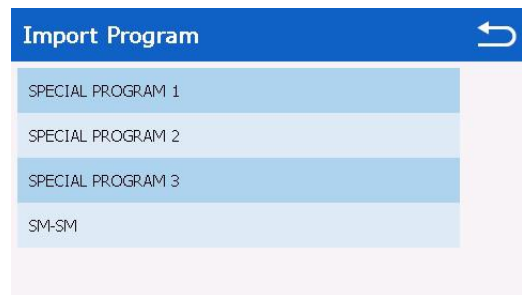 Import Program
SPECIAL PROGRAM 1
SPECIAL PROGRAM 2
SPECIAL PROGRAM 3
SM-SM